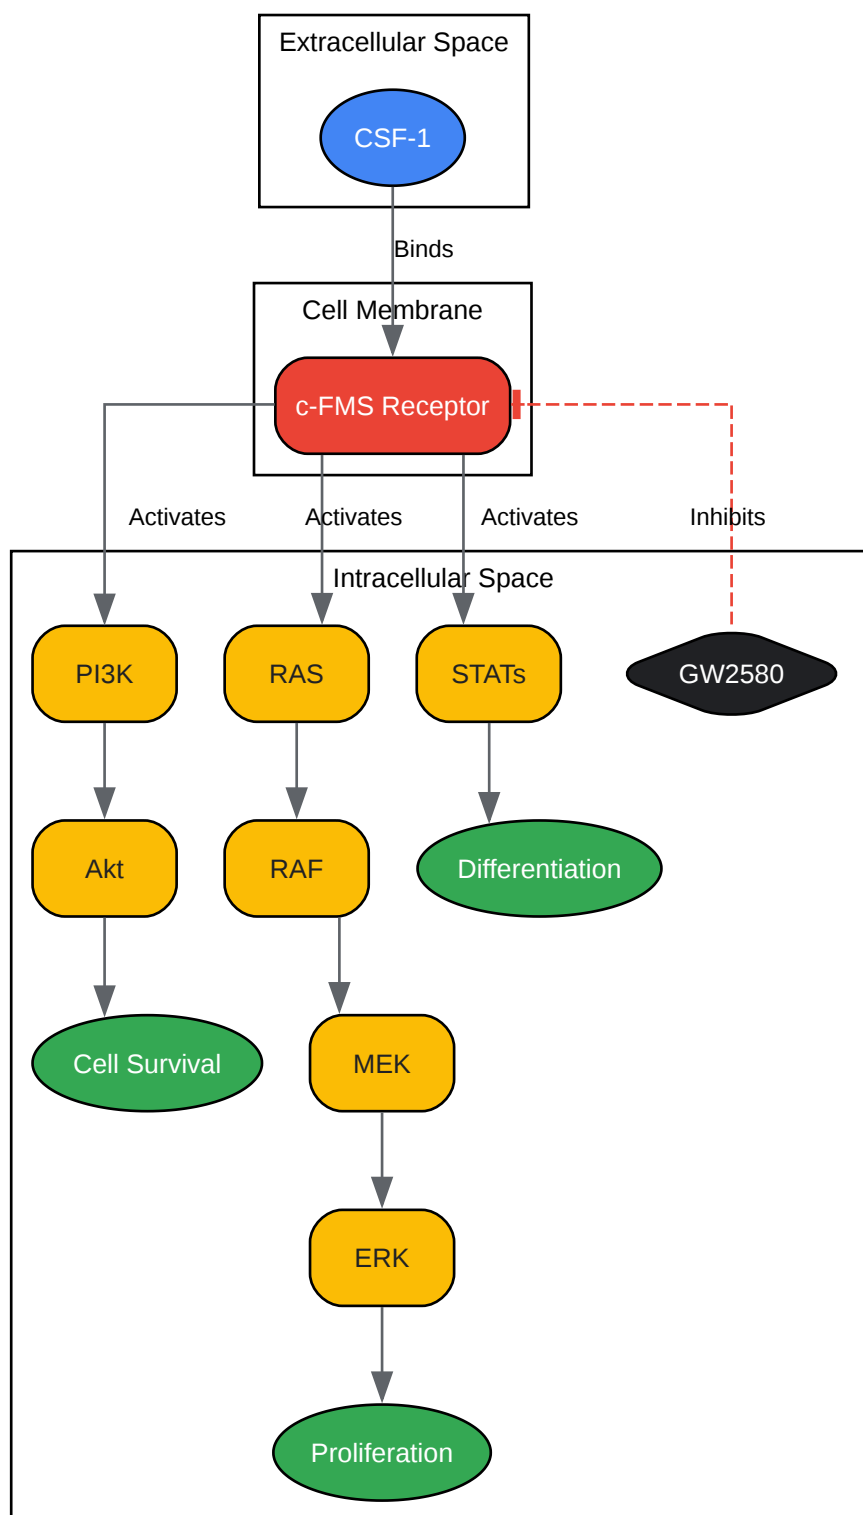 Extracellular Space
CSF-1
Binds
Cell Membrane
c-FMS Receptor
Activates
Activates
Activates
Inhibits
Intracellular Space
PI3K
RAS
STATs
GW2580
Akt
RAF
Differentiation
Cell Survival
MEK
ERK
Proliferation